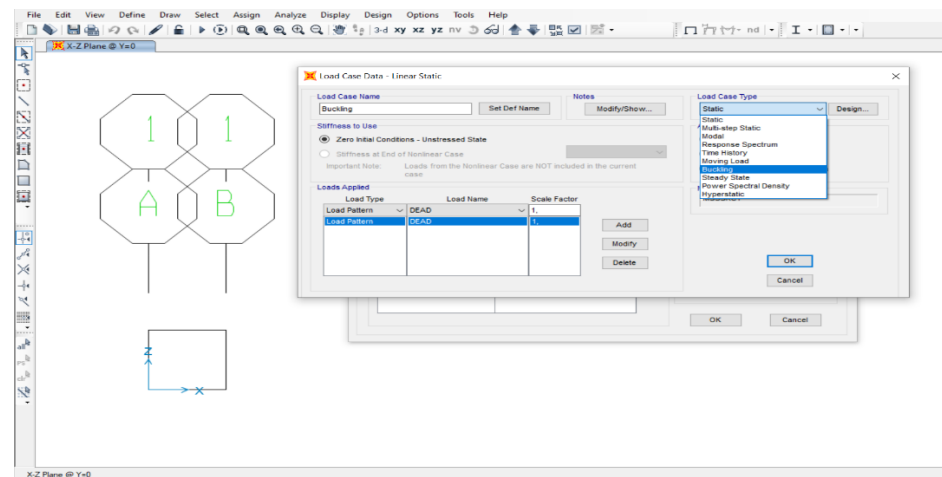 File Edit View Define Draw Select Assign Analyze Display Design Options Tools Help
3-d xy xz yz nv nd
X-Z Plane @ Y=0
Load Case Data - Linear Static
Load Case Name
Buckling
Set Def Name
Notes
Modify/Show...
Load Case Type
Static
Design...
Static
Multi-step Static
Modal
Response Spectrum
Time History
Moving Load
Buckling
Steady State
Power Spectral Density
Hyperstatic
Stiffness to Use
Zero Initial Conditions - Unstressed State
Stiffness at End of Nonlinear Case
Important Note: Loads from the Nonlinear Case are NOT included in the current case
Loads Applied
Load Type Load Name Scale Factor
Load Pattern DEAD 1.
Load Pattern DEAD 1.
Add
Modify
Delete
OK
Cancel
OK Cancel
1 1
A B
Z
X
X-Z Plane @ Y=0